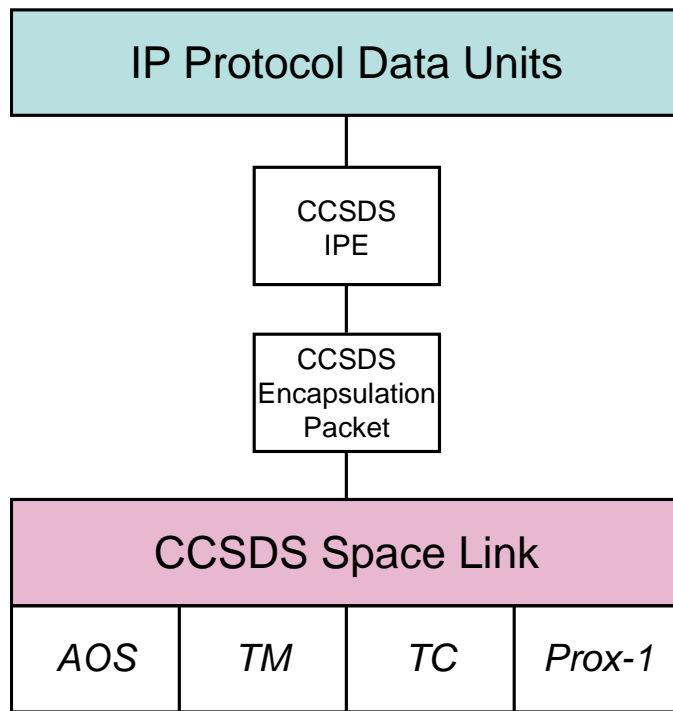 IP Protocol Data Units
CCSDS
IPE
CCSDS
Encapsulation
Packet
CCSDS Space Link
AOS TM TC Prox-1